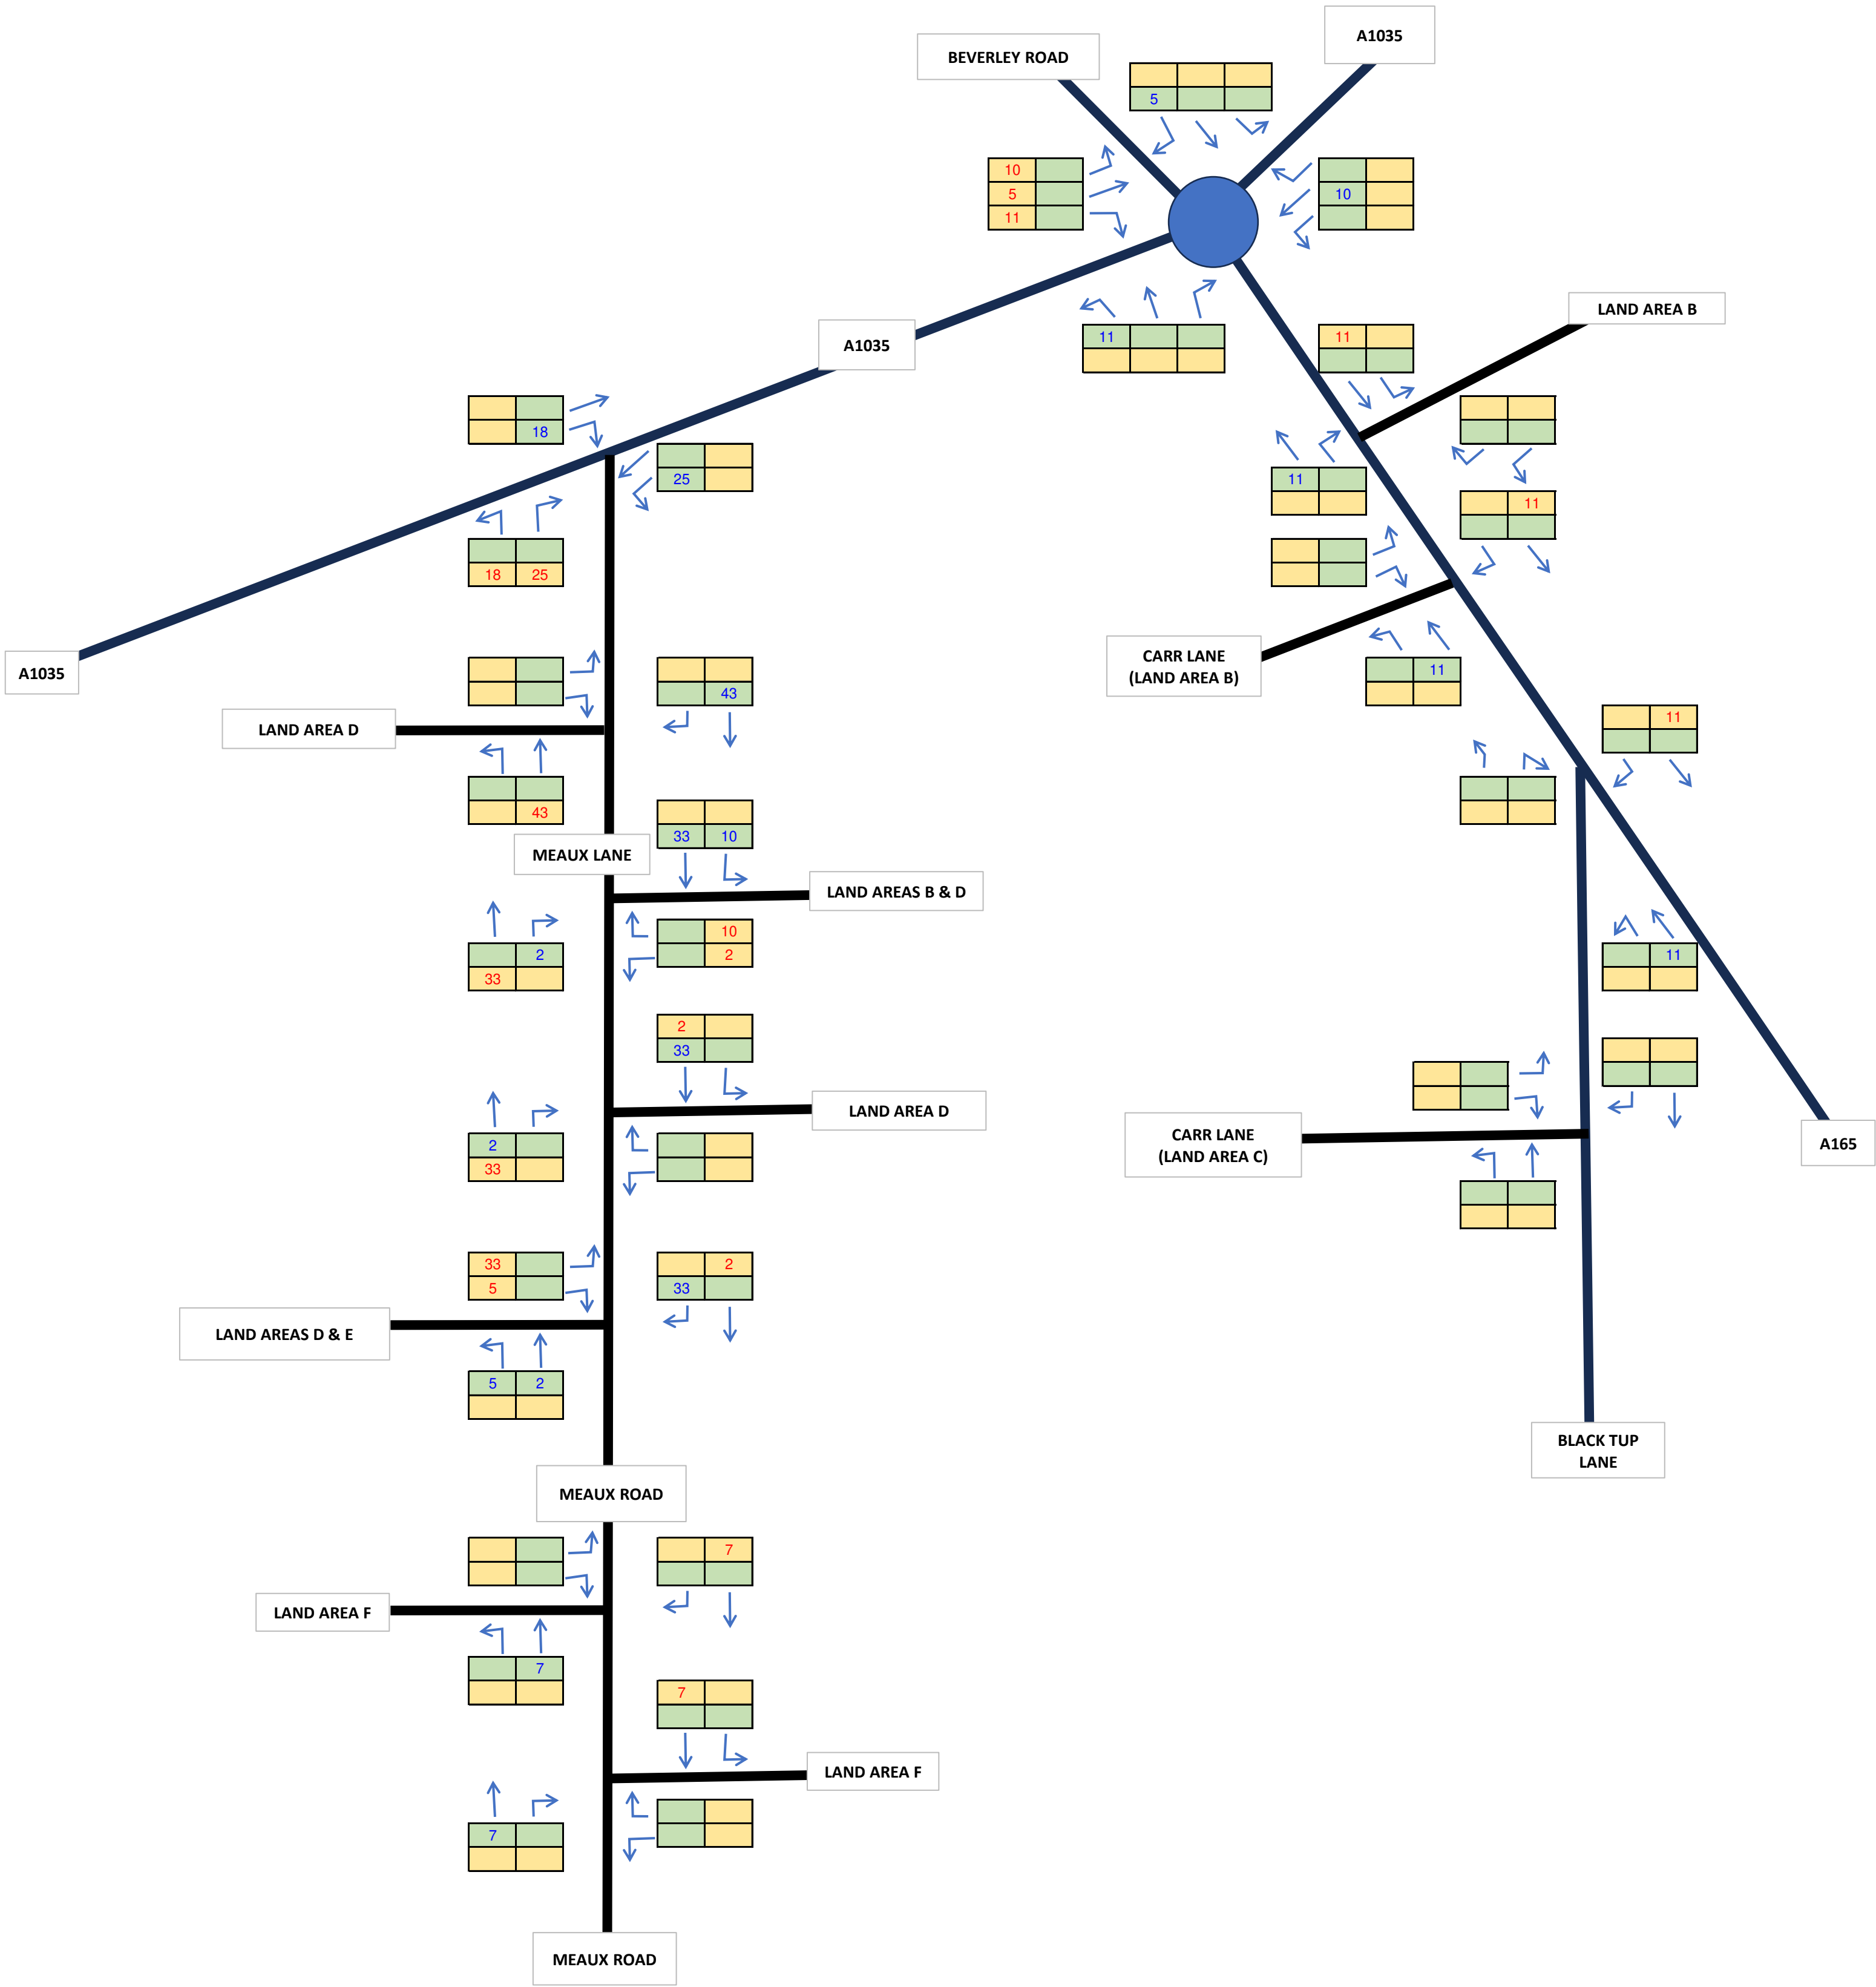 A1035
BEVERLEY ROAD
5
10
5
11
10
11
LAND AREA B
11
A1035
11
18
25
11
18 25
CARR LANE
(LAND AREA B)
11
A1035
43
LAND AREA D
11
43
33 10
MEAUX LANE
LAND AREAS B & D
10
2
2
33
11
2
33
LAND AREA D
2
33
CARR LANE
(LAND AREA C)
A165
33
5
2
33
LAND AREAS D & E
5 2
BLACK TUP
LANE
MEAUX ROAD
7
LAND AREA F
7
7
LAND AREA F
7
MEAUX ROAD